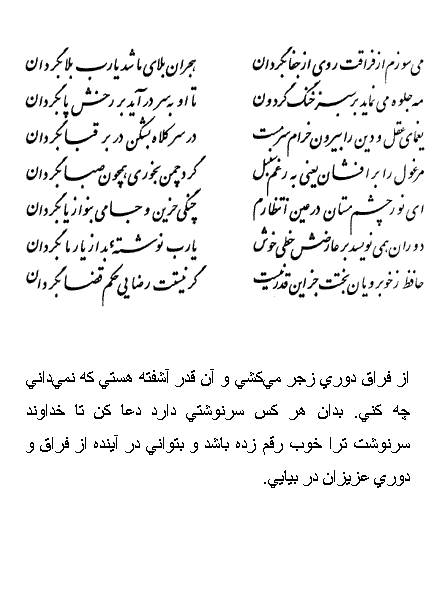 می‌سوزم از فراقت روی از جفا بگردان هجران بلای ما شد یارب بلا بگردان
مه جلوه می‌نماید بر سبز خنگ گردون تا او به سر درآید بر رخش پا بگردان
یغمای عقل و دین را بیرون خرام سرمست در سر کلاه بشکن در بر قبا بگردان
مرغول را برافشان یعنی به رغم سنبل گرد چمن بخوری همچون صبا بگردان
ای نور چشم مستان در عین انتظارم چنگی حزین و جامی بنواز یا بگردان
دوران همی نویسد بر عارضش خطی خوش یارب نوشتهٔ بد از یار ما بگردان
حافظ ز خوبرویان بختت جز این قدر نیست گر نیستت رضایی حکم قضا بگردان
از فراق دوري زجر مي‌كشي و آن قدر آشفته هستي كه نمي‌داني
چه كني. بدان هر كس سرنوشتي دارد دعا كن تا خداوند
سرنوشت ترا خوب رقم زده باشد و بتواني در آينده از فراق و
دوري عزيزان در بيايي.